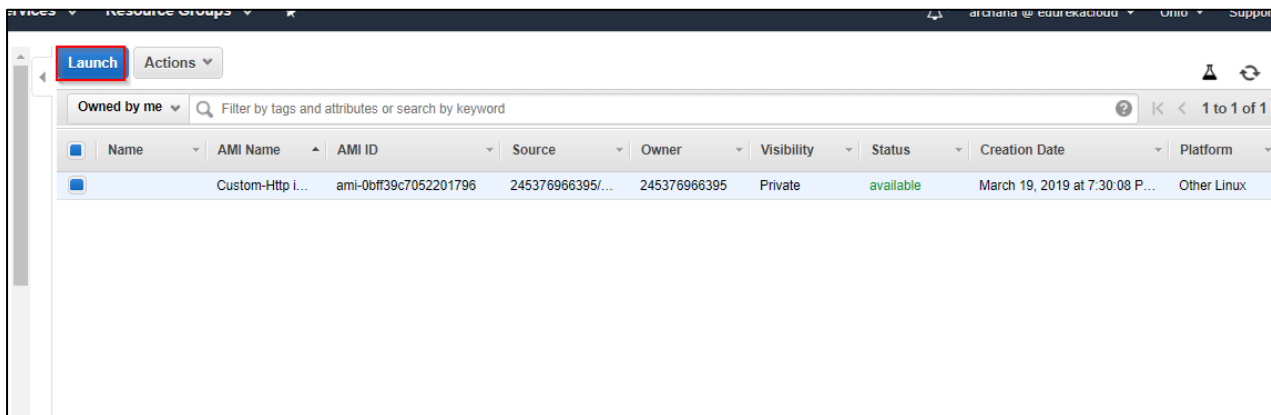 Services Resource Groups archana @ edurekacloud Ohio Support
Launch Actions
Owned by me Filter by tags and attributes or search by keyword 1 to 1 of 1
Name AMI Name AMI ID Source Owner Visibility Status Creation Date Platform
Custom-Http i... ami-0bff39c7052201796 245376966395/... 245376966395 Private available March 19, 2019 at 7:30:08 P... Other Linux